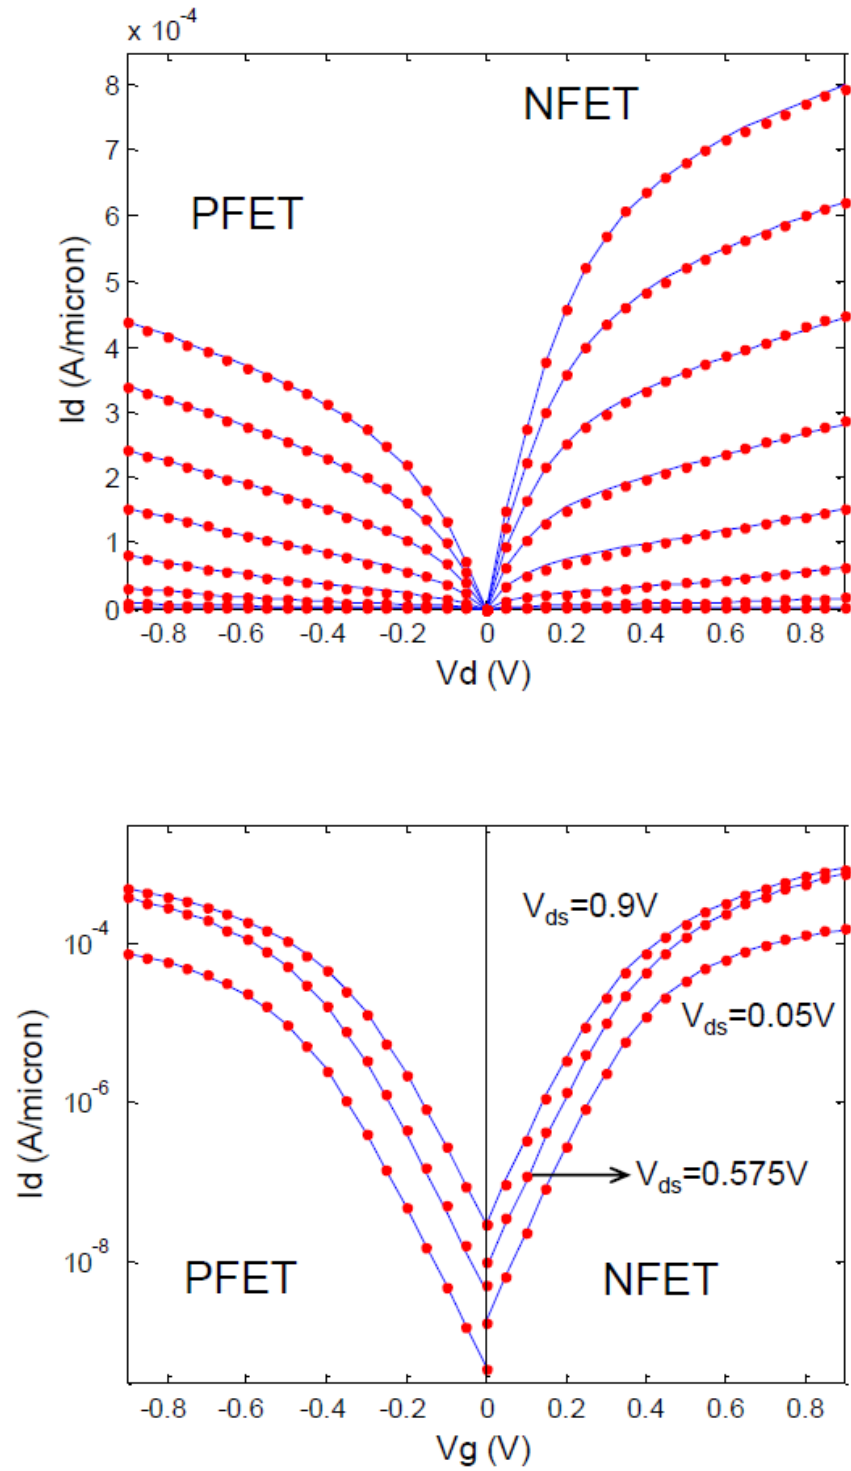 x 10⁻⁴
8
7
6
5
4
3
2
1
0
Id (A/micron)
PFET
NFET
-0.8 -0.6 -0.4 -0.2 0 0.2 0.4 0.6 0.8
Vd (V)
10⁻⁴
10⁻⁶
10⁻⁸
Id (A/micron)
Vds=0.9V
Vds=0.05V
Vds=0.575V
PFET
NFET
-0.8 -0.6 -0.4 -0.2 0 0.2 0.4 0.6 0.8
Vg (V)